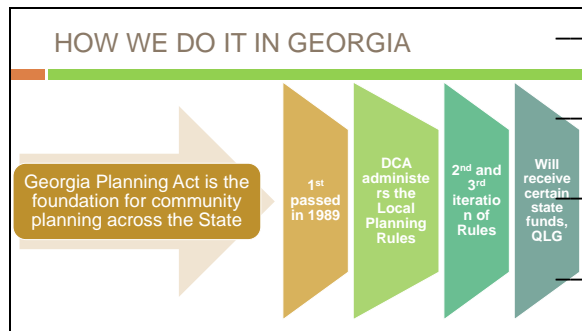 HOW WE DO IT IN GEORGIA
Georgia Planning Act is the
foundation for community
planning across the State
1st
passed
in 1989
DCA
administe
rs the
Local
Planning
Rules
2nd and
3rd
iteratio
n of
Rules
Will
receive
certain
state
funds,
QLG